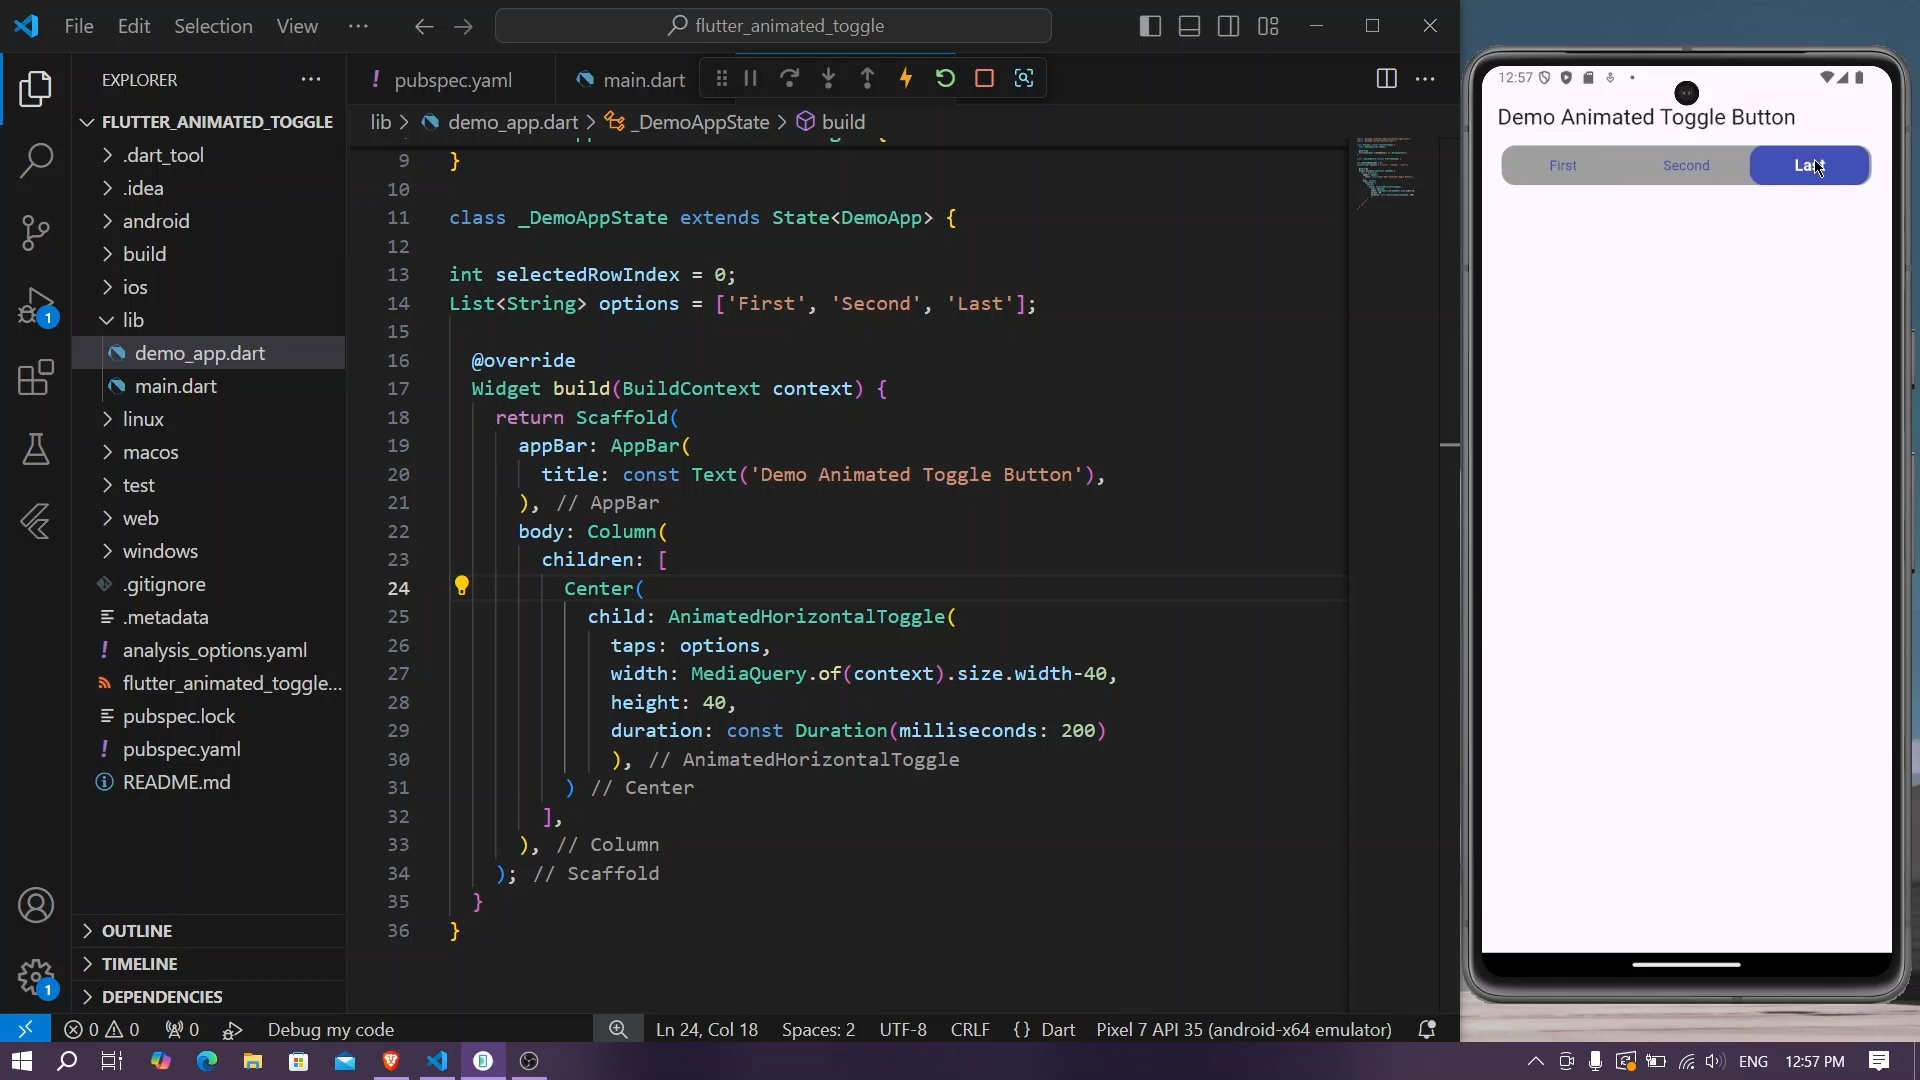 File Edit Selection View ··· flutter_animated_toggle
EXPLORER
FLUTTER_ANIMATED_TOGGLE
.dart_tool
.idea
android
build
ios
lib
demo_app.dart
main.dart
linux
macos
test
web
windows
.gitignore
.metadata
analysis_options.yaml
flutter_animated_toggle...
pubspec.lock
pubspec.yaml
README.md
OUTLINE
TIMELINE
DEPENDENCIES
! pubspec.yaml main.dart
lib > demo_app.dart > _DemoAppState > build
9 }
10
11 class _DemoAppState extends State<DemoApp> {
12
13 int selectedRowIndex = 0;
14 List<String> options = ['First', 'Second', 'Last'];
15
16 @override
17 Widget build(BuildContext context) {
18 return Scaffold(
19 appBar: AppBar(
20 title: const Text('Demo Animated Toggle Button'),
21 ), // AppBar
22 body: Column(
23 children: [
24 Center(
25 child: AnimatedHorizontalToggle(
26 taps: options,
27 width: MediaQuery.of(context).size.width-40,
28 height: 40,
29 duration: const Duration(milliseconds: 200)
30 ), // AnimatedHorizontalToggle
31 ) // Center
32 ],
33 ), // Column
34 ); // Scaffold
35 }
36 }
12:57
Demo Animated Toggle Button
First Second Last
1
1
0 0 0 Debug my code Ln 24, Col 18 Spaces: 2 UTF-8 CRLF {} Dart Pixel 7 API 35 (android-x64 emulator)
ENG 12:57 PM